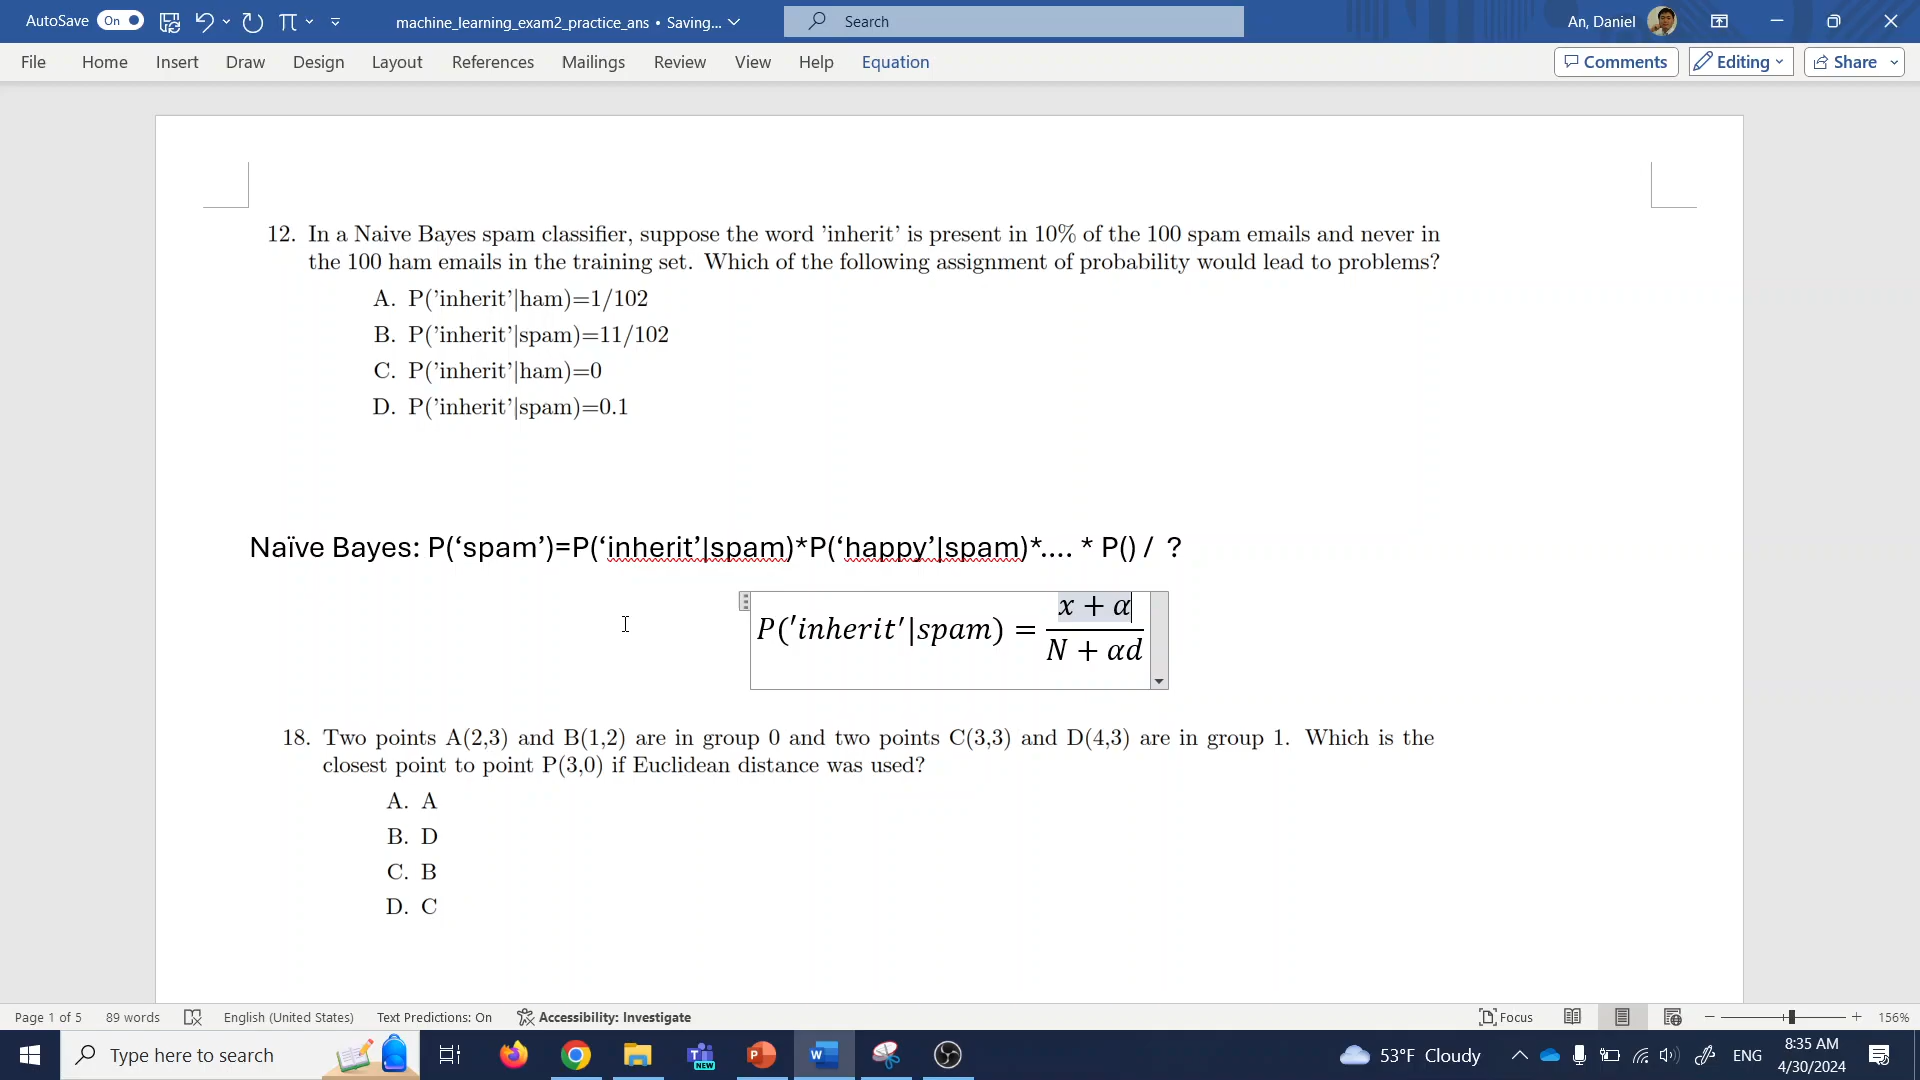 AutoSave On machine_learning_exam2_practice_ans • Saving... Search An, Daniel
File Home Insert Draw Design Layout References Mailings Review View Help Equation Comments Editing Share
12. In a Naive Bayes spam classifier, suppose the word ’inherit’ is present in 10% of the 100 spam emails and never in
the 100 ham emails in the training set. Which of the following assignment of probability would lead to problems?
A. P(’inherit’|ham)=1/102
B. P(’inherit’|spam)=11/102
C. P(’inherit’|ham)=0
D. P(’inherit’|spam)=0.1
Naïve Bayes: P(‘spam’)=P(‘inherit’|spam)*P(‘happy’|spam)*.... * P() / ?
P('inherit'|spam) = x + α / N + αd
18. Two points A(2,3) and B(1,2) are in group 0 and two points C(3,3) and D(4,3) are in group 1. Which is the
closest point to point P(3,0) if Euclidean distance was used?
A. A
B. D
C. B
D. C
Page 1 of 5 89 words English (United States) Text Predictions: On Accessibility: Investigate Focus 156%
Type here to search NEW 53°F Cloudy ENG 8:35 AM
4/30/2024